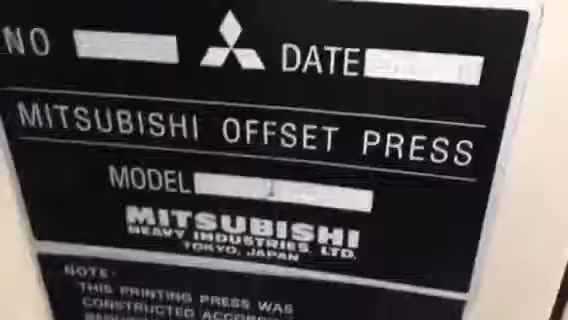 NO DATE
MITSUBISHI OFFSET PRESS
MODEL
MITSUBISHI
HEAVY INDUSTRIES, LTD.
TOKYO, JAPAN
NOTE-
THIS PRINTING PRESS WAS
CONSTRUCTED